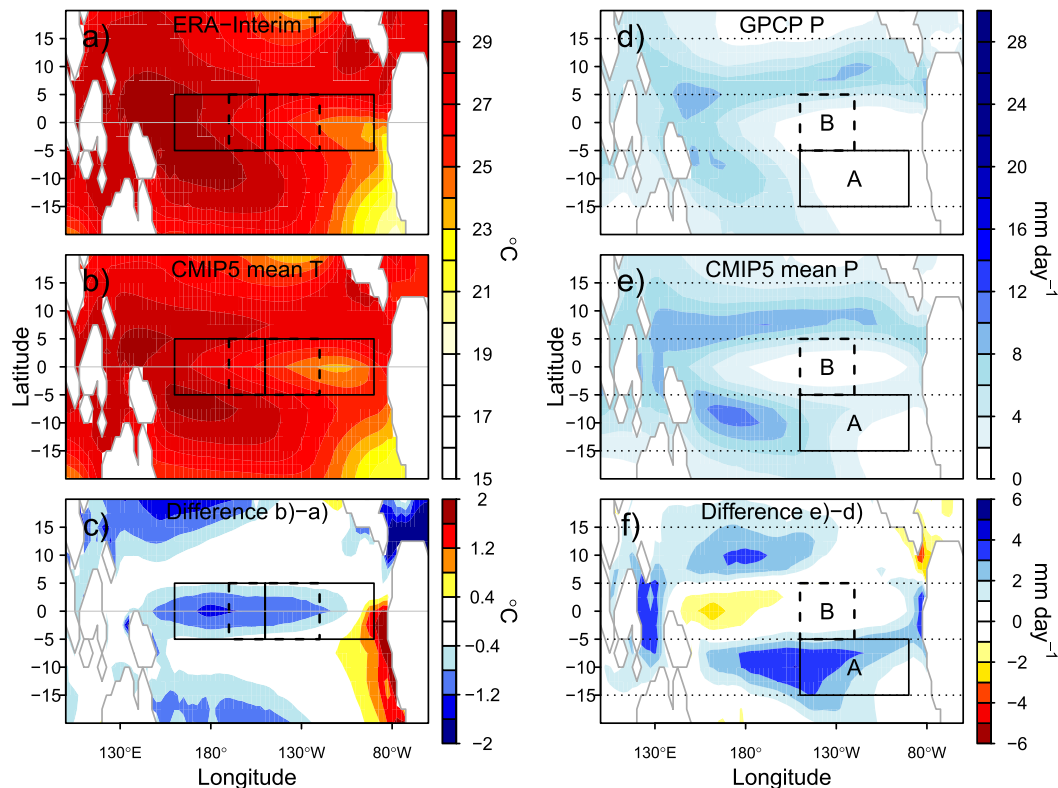 a) ERA−Interim T
15
10
5
0
−5
−10
−15
29
27
25
23
21
19
17
15
°C
d) GPCP P
15
10
5
0
−5
−10
−15
B
A
28
24
20
16
12
8
4
0
mm day−1
b) CMIP5 mean T
15
10
5
0
−5
−10
−15
Latitude
e) CMIP5 mean P
15
10
5
0
−5
−10
−15
B
A
c) Difference b)−a)
15
10
5
0
−5
−10
−15
130°E
180°
130°W
80°W
Longitude
2
1.2
0.4
−0.4
−1.2
−2
°C
f) Difference e)−d)
15
10
5
0
−5
−10
−15
B
A
130°E
180°
130°W
80°W
Longitude
6
4
2
0
−2
−4
−6
mm day−1